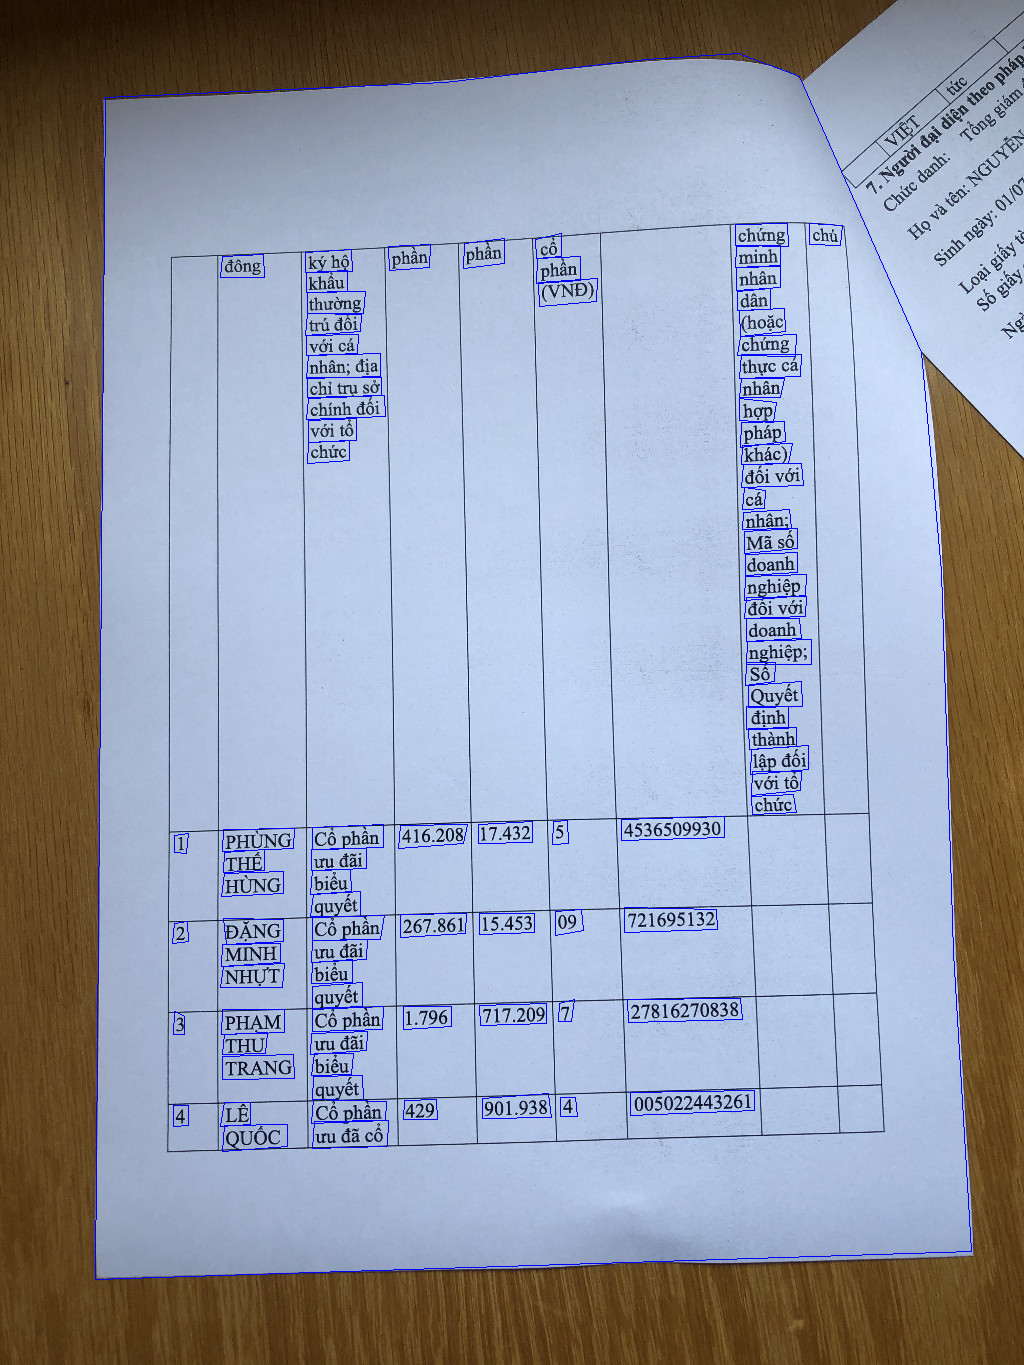 đông
ký hộ
khẩu
thường
trú đối
với cá
nhân; địa
chỉ trụ sở
chính đối
với tổ
chức
phần
phần
cổ
phần
(VNĐ)
chứng
minh
nhân
dân
(hoặc
chứng
thực cá
nhân
hợp
pháp
khác)
đối với
cá
nhân;
Mã số
doanh
nghiệp
đối với
doanh
nghiệp;
Số
Quyết
định
thành
lập đối
với tổ
chức
chú
1
PHÙNG
THẾ
HÙNG
Cổ phần
ưu đãi
biểu
quyết
416.208
17.432
5
4536509930
2
ĐẶNG
MINH
NHỰT
Cổ phần
ưu đãi
biểu
quyết
267.861
15.453
09
721695132
3
PHẠM
THU
TRANG
Cổ phần
ưu đãi
biểu
quyết
1.796
717.209
7
27816270838
4
LÊ
QUỐC
Cổ phần
ưu đã cổ
429
901.938
4
005022443261
VIỆT
tức
7. Người đại diện theo pháp
Chức danh: Tổng giám
Họ và tên: NGUYỄN
Sinh ngày: 01/07
Loại giấy tờ
Số giấy